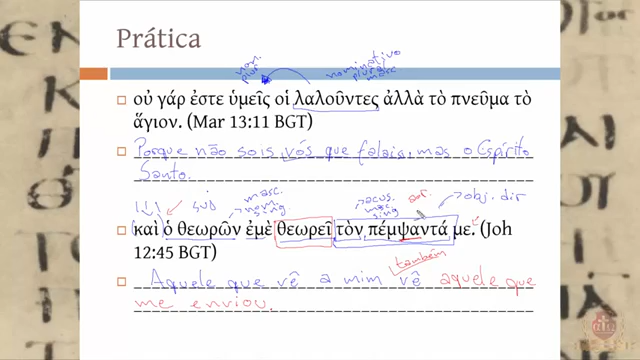 Prática
nom. plur nominativo plural masc
οὐ γάρ ἐστε ὑμεῖς οἱ λαλοῦντες ἀλλὰ τὸ πνεῦμα τὸ
ἅγιον. (Mar 13:11 BGT)
Porque não sois, vós que falais, mas o Espírito
Santo.
sub masc. nom. sing acus. masc sing aor. obj. dir
καὶ ὁ θεωρῶν ἐμὲ θεωρεῖ τὸν πέμψαντά με. (Joh
12:45 BGT)
também
Aquele que vê a mim vê aquele que
me enviou.